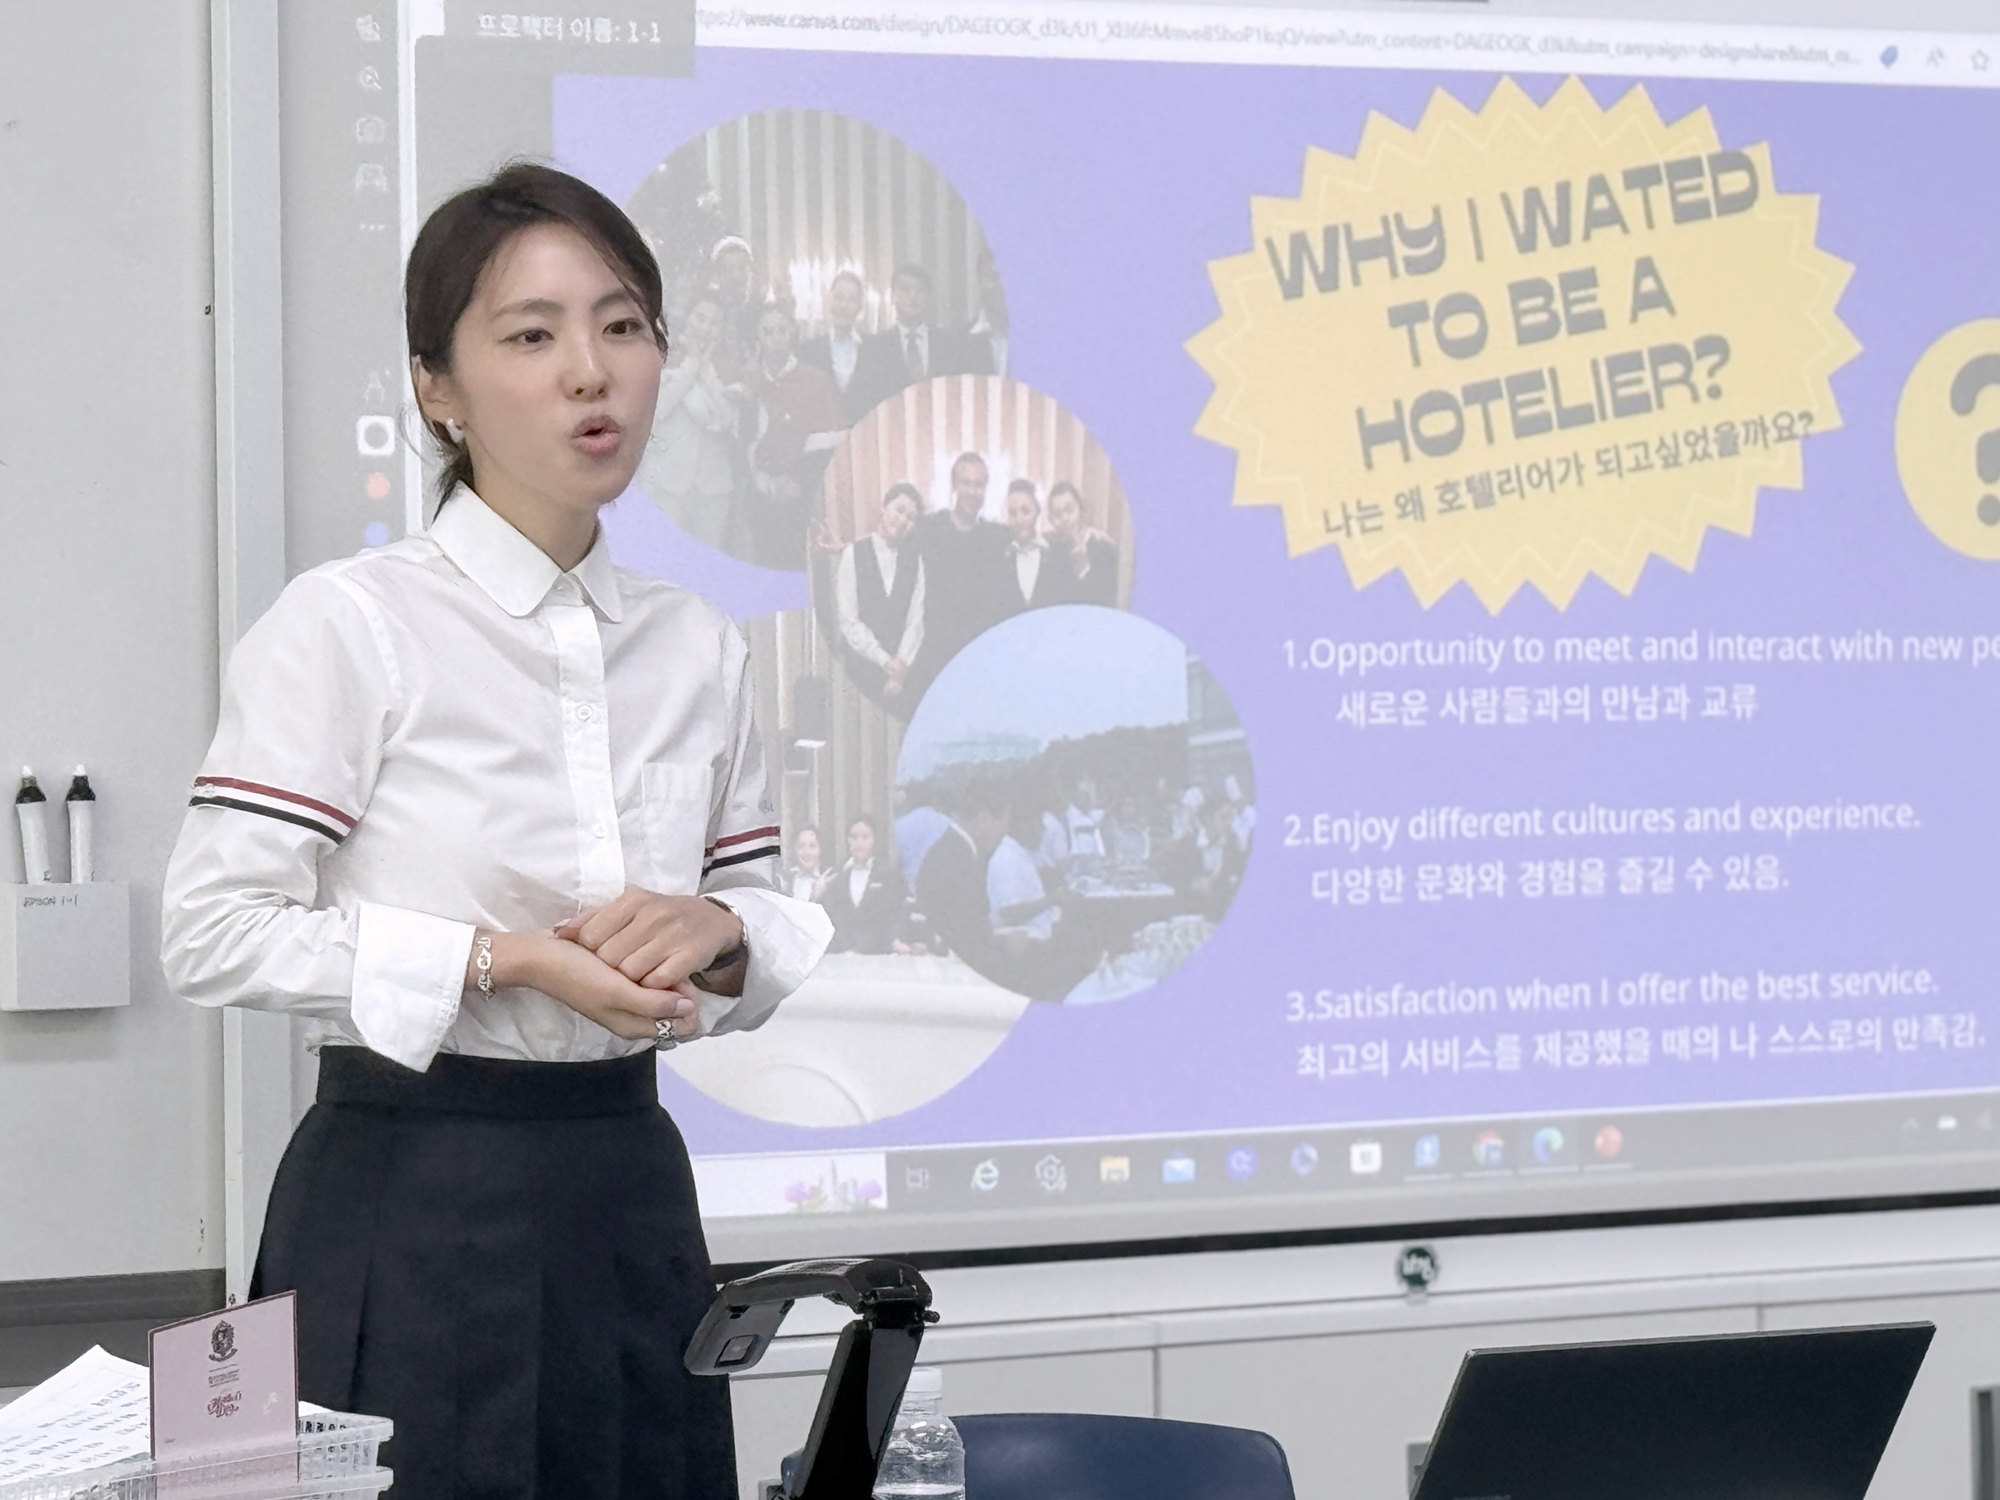 프로젝터 이름: 1-1
WHY I WATED
TO BE A
HOTELIER?
나는 왜 호텔리어가 되고싶었을까요?
?
1.Opportunity to meet and interact with new pe
새로운 사람들과의 만남과 교류
2.Enjoy different cultures and experience.
다양한 문화와 경험을 즐길 수 있음.
3.Satisfaction when I offer the best service.
최고의 서비스를 제공했을 때의 나 스스로의 만족감.
EPSON 1-1